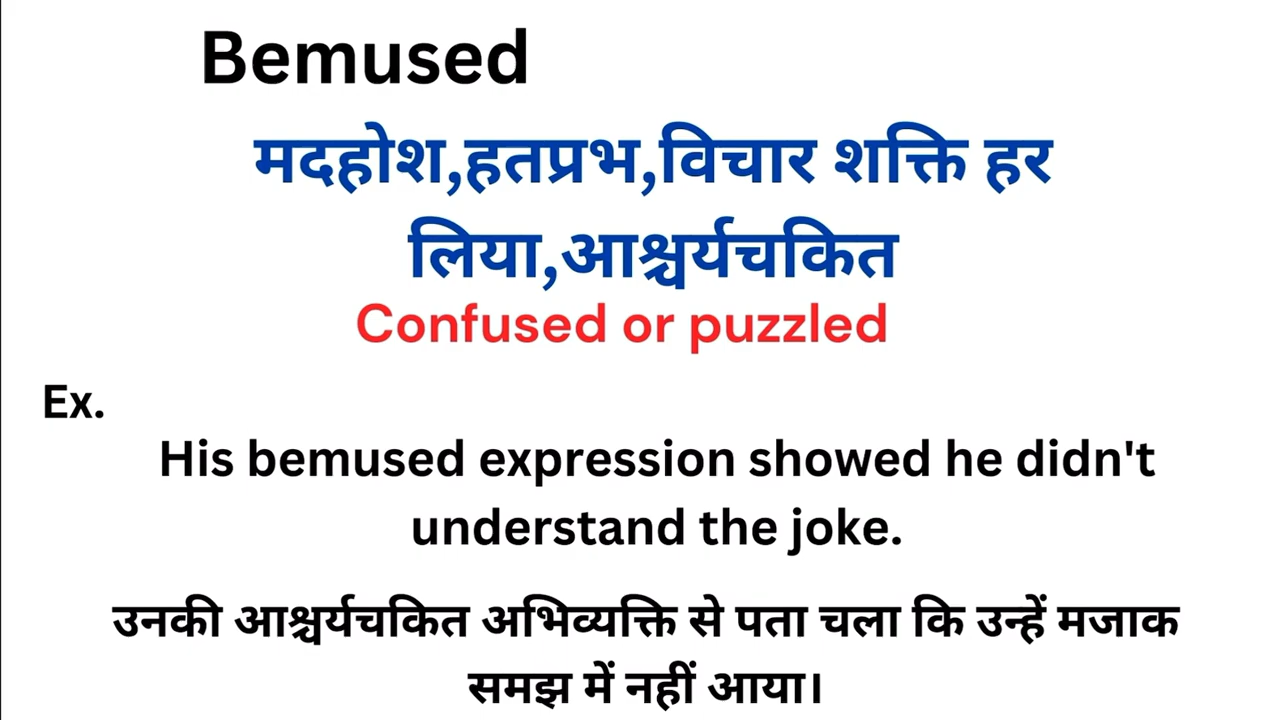 Bemused
मदहोश,हतप्रभ,विचार शक्ति हर
लिया,आश्चर्यचकित
Confused or puzzled
Ex.
His bemused expression showed he didn't
understand the joke.
उनकी आश्चर्यचकित अभिव्यक्ति से पता चला कि उन्हें मजाक
समझ में नहीं आया।